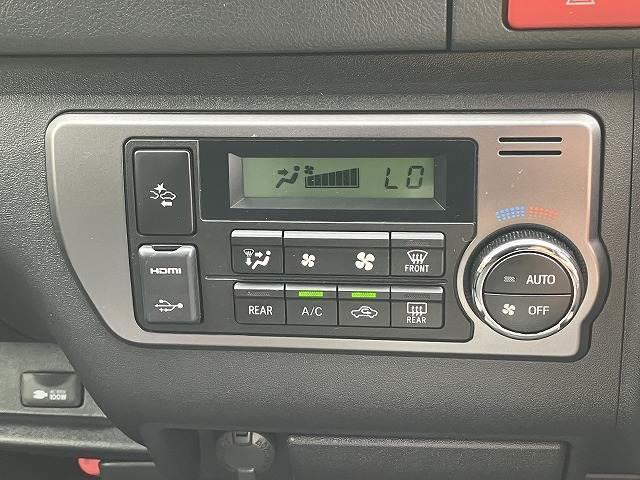 LO
FRONT
HDMI
REAR
A/C
REAR
AUTO
OFF